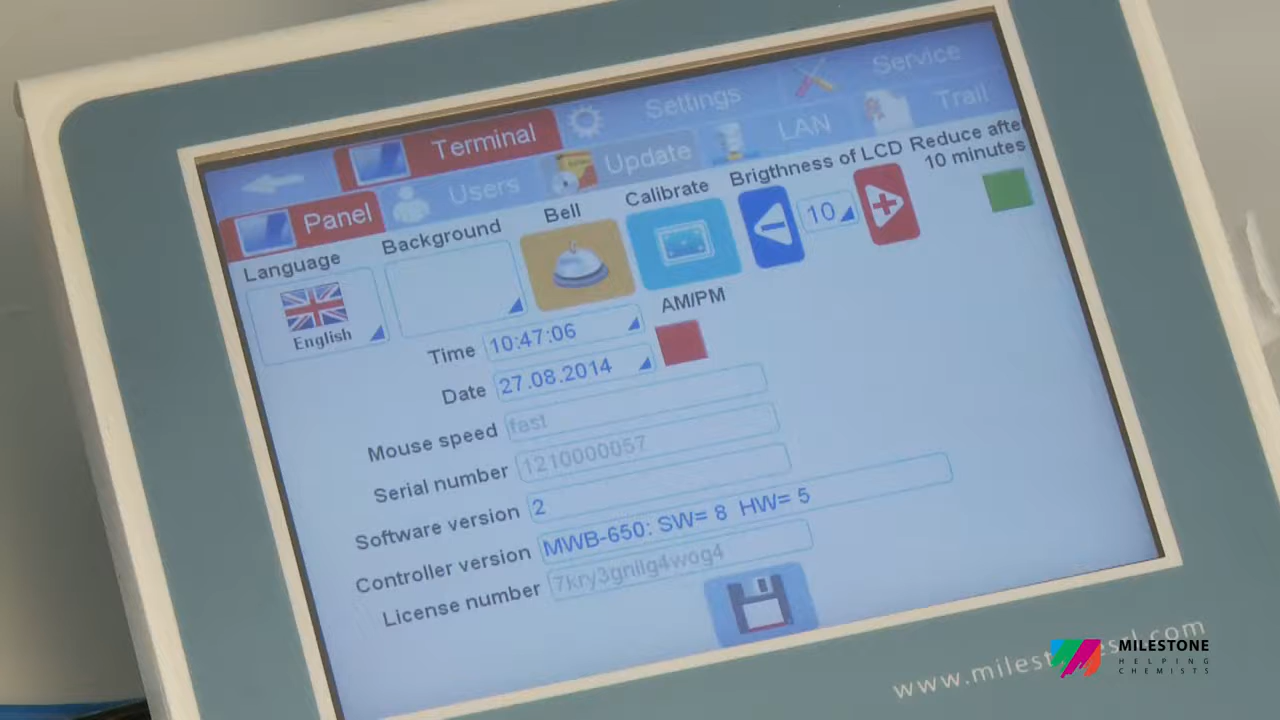 Terminal Settings Service
Panel Users Update LAN Trail
Language Background Bell Calibrate Brigthness of LCD Reduce afte
10 minutes
English
10
AM/PM
Time 10:47:06
Date 27.08.2014
Mouse speed fast
Serial number 1210000057
Software version 2
Controller version MWB-650: SW= 8 HW= 5
License number
MILESTONE
HELPING
CHEMISTS